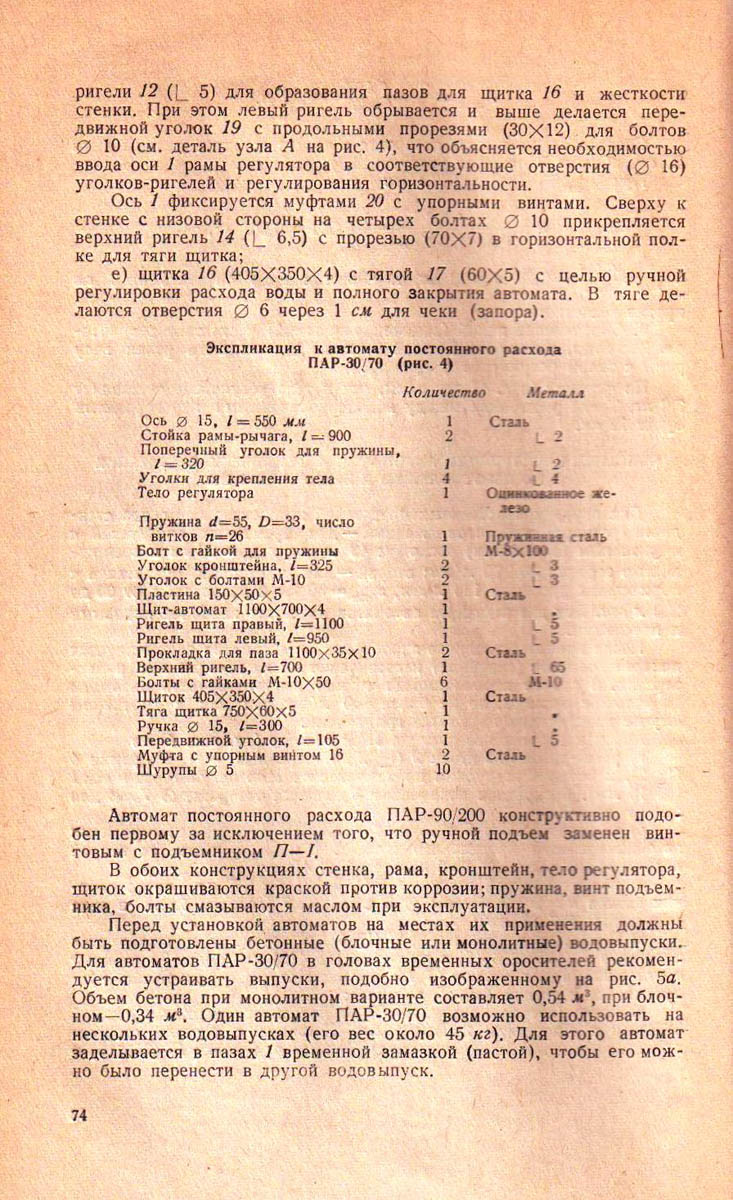 ригели 12 (∟ 5) для образования пазов для щитка 16 и жесткости
стенки. При этом левый ригель обрывается и выше делается пере-
движной уголок 19 с продольными прорезями (30×12) для болтов
∅ 10 (см. деталь узла А на рис. 4), что объясняется необходимостью
ввода оси 1 рамы регулятора в соответствующие отверстия (∅ 16)
уголков-ригелей и регулирования горизонтальности.
Ось 1 фиксируется муфтами 20 с упорными винтами. Сверху к
стенке с низовой стороны на четырех болтах ∅ 10 прикрепляется
верхний ригель 14 (∟ 6,5) с прорезью (70×7) в горизонтальной пол-
ке для тяги щитка;
е) щитка 16 (405×350×4) с тягой 17 (60×5) с целью ручной
регулировки расхода воды и полного закрытия автомата. В тяге де-
лаются отверстия ∅ 6 через 1 см для чеки (запора).
Экспликация к автомату постоянного расхода
ПАР-30/70 (рис. 4)
Количество Металл
Ось ∅ 15, l = 550 мм 1 Сталь
Стойка рамы-рычага, l = 900 2 ∟ 2
Поперечный уголок для пружины,
l = 320 1 ∟ 2
Уголки для крепления тела 4 ∟ 4
Тело регулятора 1 Оцинкованное же-
лезо
Пружина d=55, D=33, число
витков n=26 1 Пружинная сталь
Болт с гайкой для пружины 1 М-8×100
Уголок кронштейна, l=325 2 ∟ 3
Уголок с болтами М-10 2 ∟ 3
Пластина 150×50×5 1 Сталь
Щит-автомат 1100×700×4 1 „
Ригель щита правый, l=1100 1 ∟ 5
Ригель щита левый, l=950 1 ∟ 5
Прокладка для паза 1100×35×10 2 Сталь
Верхний ригель, l=700 1 ∟ 65
Болты с гайками М-10×50 6 М-10
Щиток 405×350×4 1 Сталь
Тяга щитка 750×60×5 1 „
Ручка ∅ 15, l=300 1 „
Передвижной уголок, l=105 1 ∟ 5
Муфта с упорным винтом 16 2 Сталь
Шурупы ∅ 5 10
Автомат постоянного расхода ПАР-90/200 конструктивно подо-
бен первому за исключением того, что ручной подъем заменен вин-
товым с подъемником П—I.
В обоих конструкциях стенка, рама, кронштейн, тело регулятора,
щиток окрашиваются краской против коррозии; пружина, винт подъем-
ника, болты смазываются маслом при эксплуатации.
Перед установкой автоматов на местах их применения должны
быть подготовлены бетонные (блочные или монолитные) водовыпуски.
Для автоматов ПАР-30/70 в головах временных оросителей рекомен-
дуется устраивать выпуски, подобно изображенному на рис. 5а.
Объем бетона при монолитном варианте составляет 0,54 м³, при блоч-
ном—0,34 м³. Один автомат ПАР-30/70 возможно использовать на
нескольких водовыпусках (его вес около 45 кг). Для этого автомат
заделывается в пазах 1 временной замазкой (пастой), чтобы его мож-
но было перенести в другой водовыпуск.
74